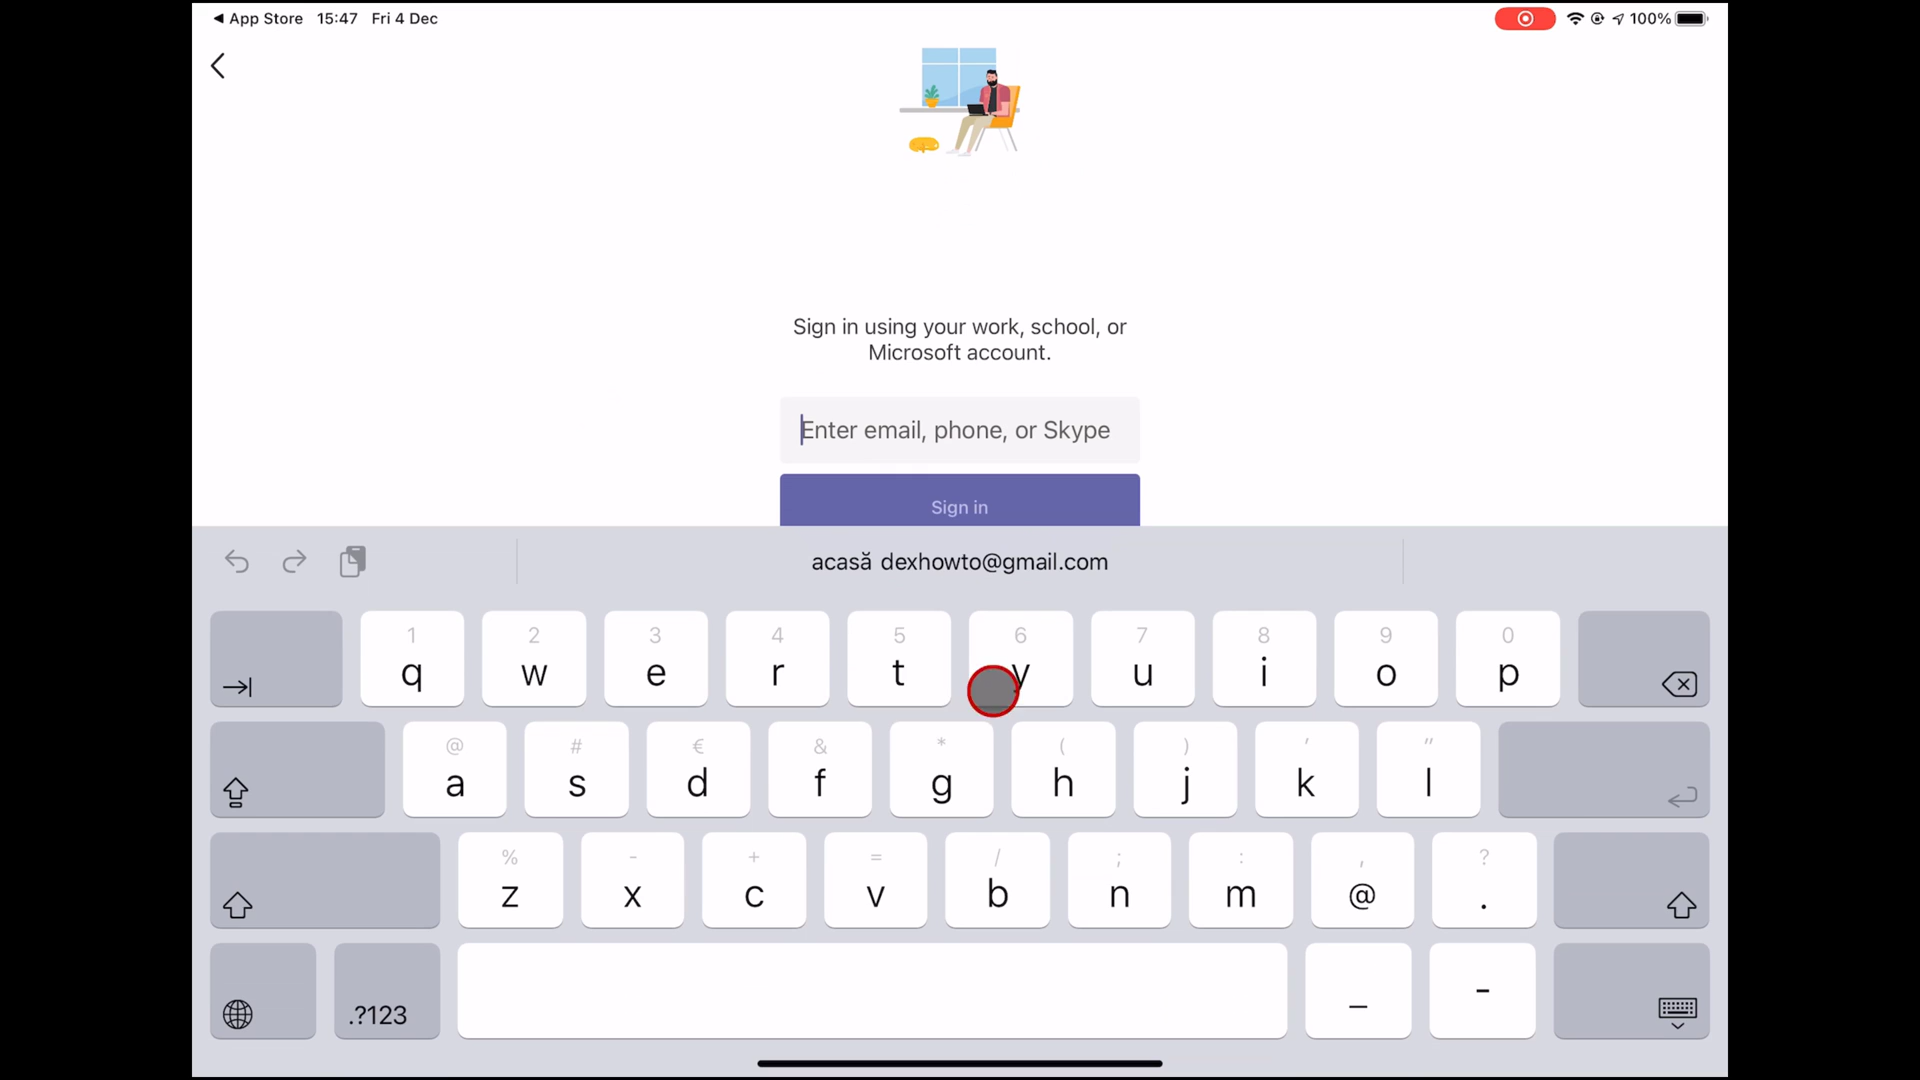 App Store 15:47 Fri 4 Dec 100%
Sign in using your work, school, or
Microsoft account.
Enter email, phone, or Skype
Sign in
acasă dexhowto@gmail.com
1 2 3 4 5 6 7 8 9 0
q w e r t y u i o p
@ # € & * ( ) ' "
a s d f g h j k l
% - + = / ; : , ?
z x c v b n m @ .
.?123 _ -